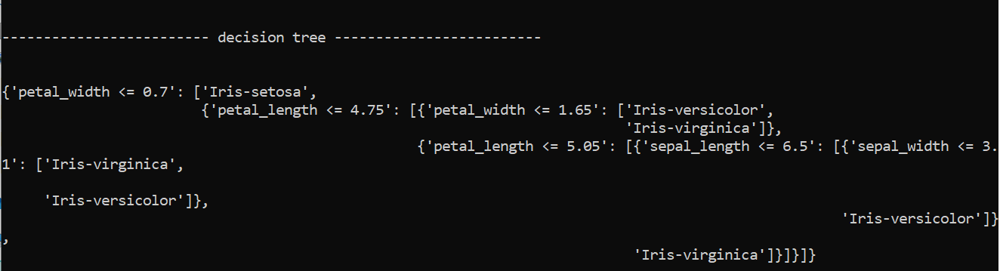 ------------------------- decision tree -------------------------
{'petal_width <= 0.7': ['Iris-setosa',
{'petal_length <= 4.75': [{'petal_width <= 1.65': ['Iris-versicolor',
'Iris-virginica']},
{'petal_length <= 5.05': [{'sepal_length <= 6.5': [{'sepal_width <= 3.
1': ['Iris-virginica',
'Iris-versicolor']},
'Iris-versicolor']}
,
'Iris-virginica']}]}]}